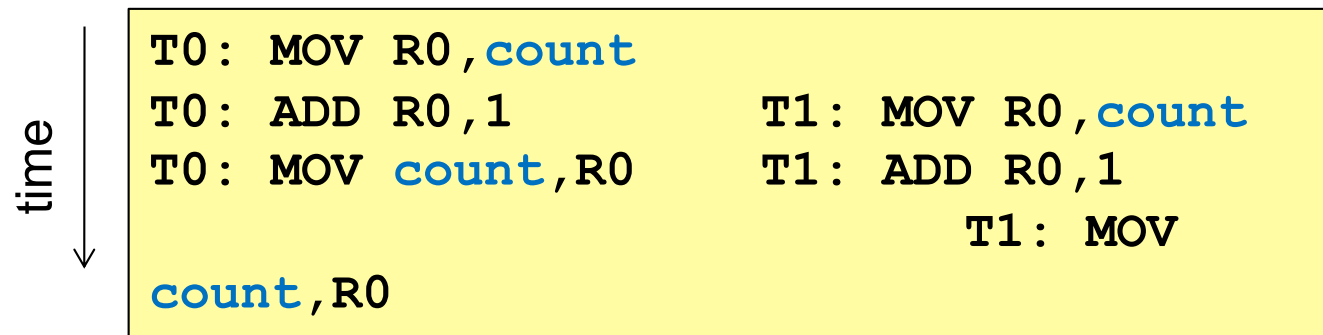 time
T0: MOV R0,count
T0: ADD R0,1 T1: MOV R0,count
T0: MOV count,R0 T1: ADD R0,1
T1: MOV
count,R0